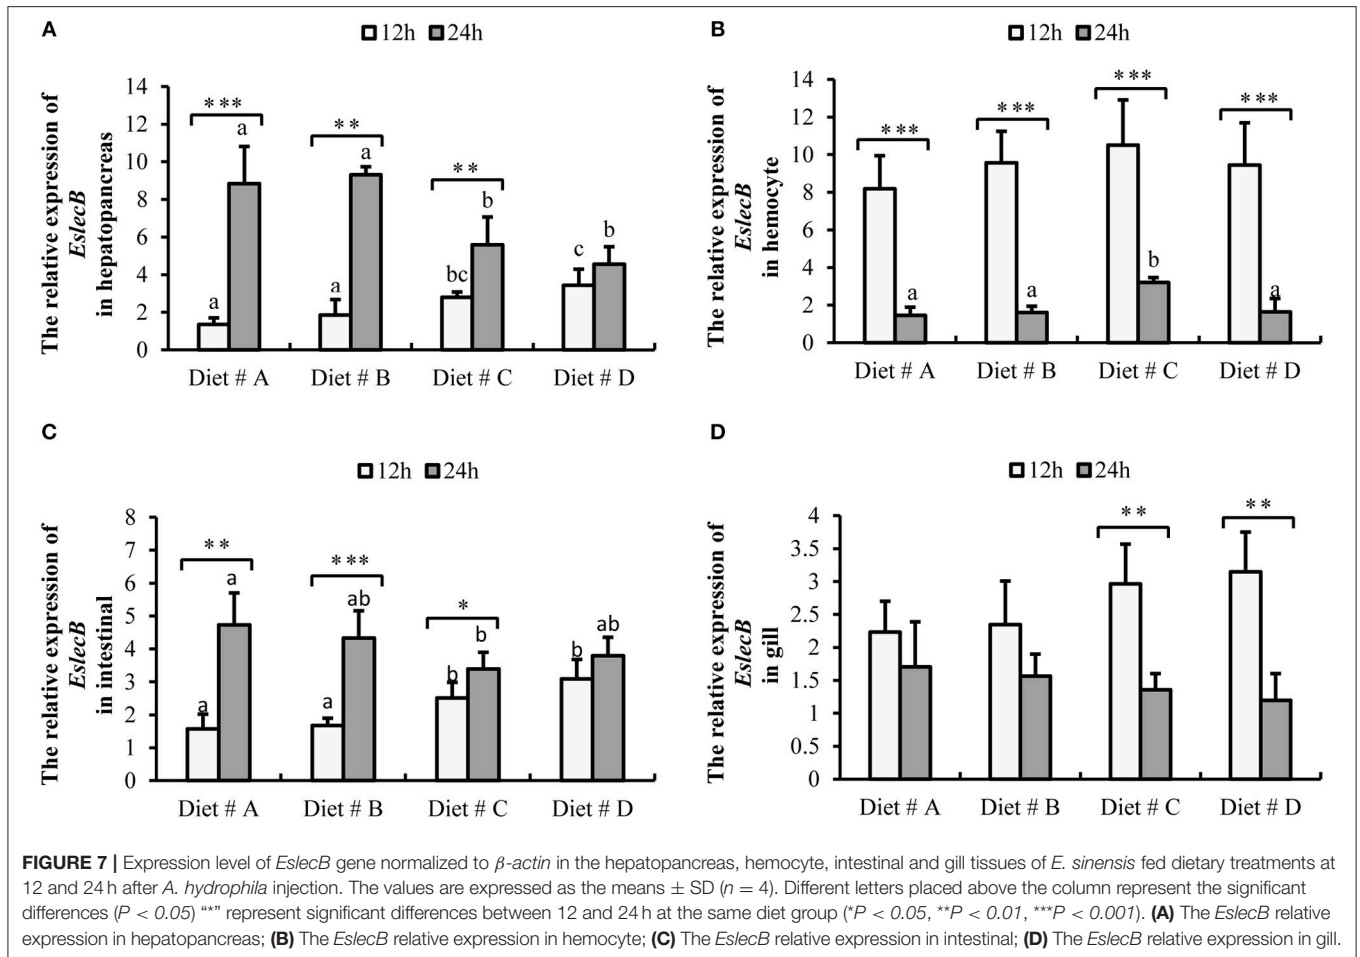 A
12h 24h
The relative expression of
EslecB
in hepatopancreas
14
12
10
8
6
4
2
0
***
**
**
a
a
a
a
bc
b
c
b
Diet # A
Diet # B
Diet # C
Diet # D
B
12h 24h
The relative expression of
EslecB
in hemocyte
14
12
10
8
6
4
2
0
***
***
***
***
a
a
b
a
Diet # A
Diet # B
Diet # C
Diet # D
C
12h 24h
The relative expression of
EslecB
in intestinal
8
7
6
5
4
3
2
1
0
**
***
*
a
a
a
ab
b
b
b
ab
Diet # A
Diet # B
Diet # C
Diet # D
D
12h 24h
The relative expression of
EslecB
in gill
4
3.5
3
2.5
2
1.5
1
0.5
0
**
**
Diet # A
Diet # B
Diet # C
Diet # D
FIGURE 7 | Expression level of EslecB gene normalized to β-actin in the hepatopancreas, hemocyte, intestinal and gill tissues of E. sinensis fed dietary treatments at
12 and 24 h after A. hydrophila injection. The values are expressed as the means ± SD (n = 4). Different letters placed above the column represent the significant
differences (P < 0.05) “*” represent significant differences between 12 and 24 h at the same diet group (*P < 0.05, **P < 0.01, ***P < 0.001). (A) The EslecB relative
expression in hepatopancreas; (B) The EslecB relative expression in hemocyte; (C) The EslecB relative expression in intestinal; (D) The EslecB relative expression in gill.